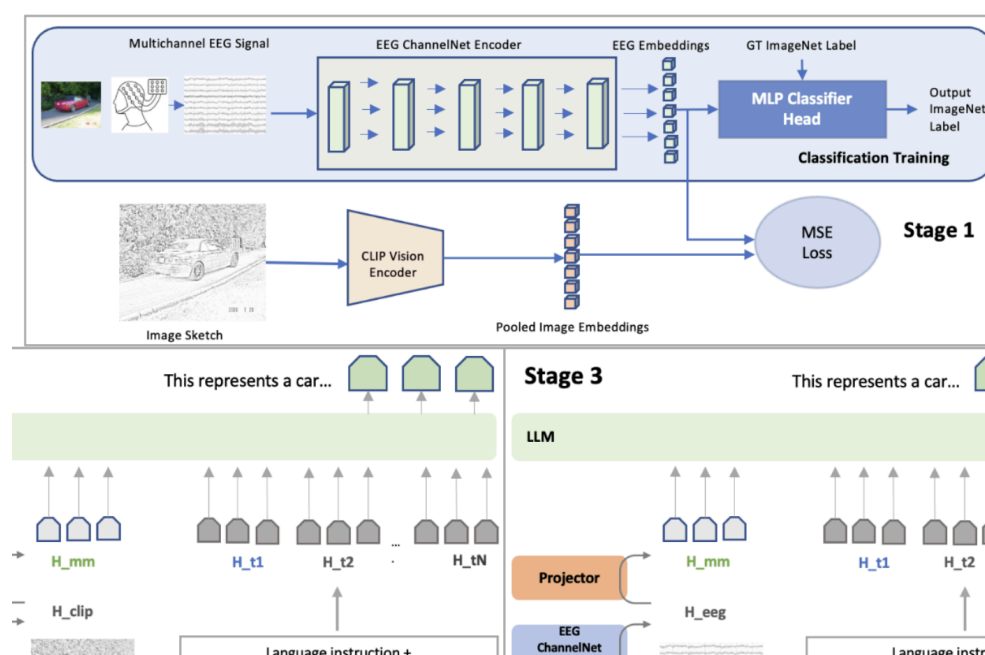 Multichannel EEG Signal
EEG ChannelNet Encoder
EEG Embeddings
GT ImageNet Label
MLP Classifier
Head
Output
ImageNet
Label
Classification Training
CLIP Vision
Encoder
MSE
Loss
Stage 1
Image Sketch
Pooled Image Embeddings
This represents a car...
H_mm
H_t1
H_t2
...
.
H_tN
H_clip
Language instruction +
Stage 3
This represents a car...
LLM
H_mm
H_t1
H_t2
Projector
H_eeg
EEG
ChannelNet
Language